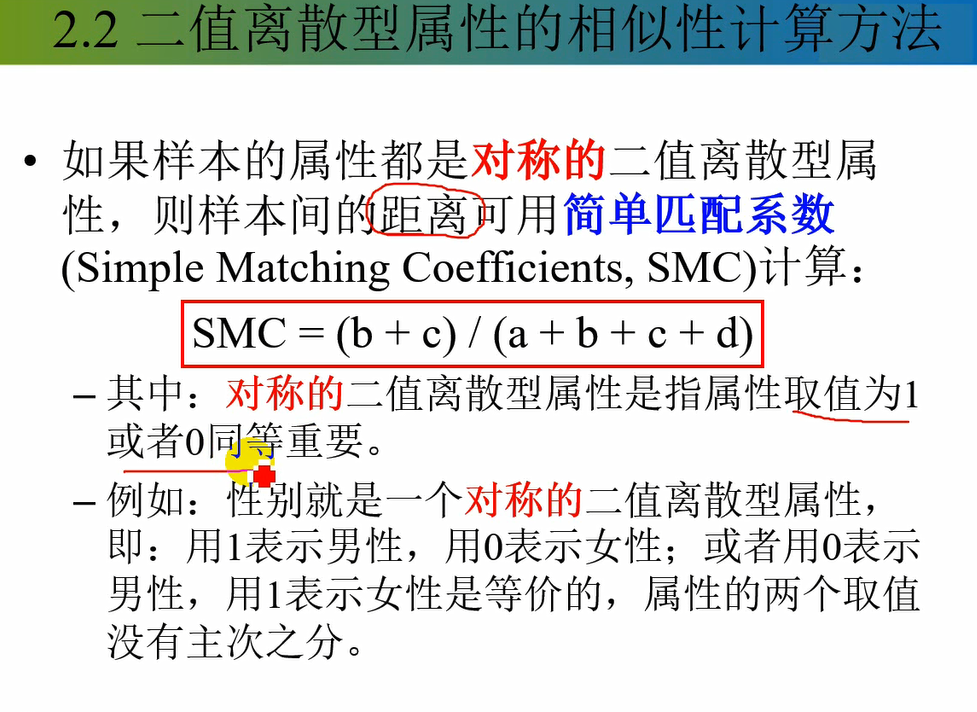 2.2 二值离散型属性的相似性计算方法
• 如果样本的属性都是对称的二值离散型属
性，则样本间的距离可用简单匹配系数
(Simple Matching Coefficients, SMC)计算：
SMC = (b + c) / (a + b + c + d)
– 其中：对称的二值离散型属性是指属性取值为1
或者0同等重要。
– 例如：性别就是一个对称的二值离散型属性，
即：用1表示男性，用0表示女性；或者用0表示
男性，用1表示女性是等价的，属性的两个取值
没有主次之分。